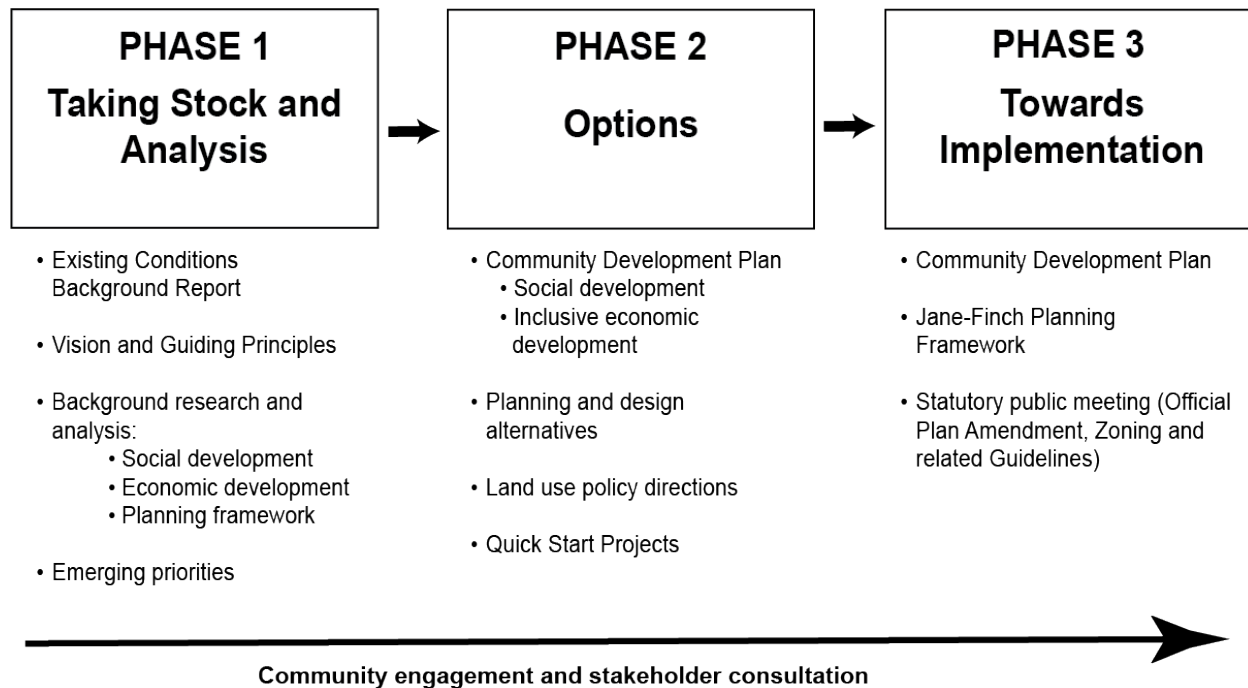 PHASE 1
Taking Stock and
Analysis
• Existing Conditions
Background Report
• Vision and Guiding Principles
• Background research and
analysis:
• Social development
• Economic development
• Planning framework
• Emerging priorities
PHASE 2
Options
• Community Development Plan
• Social development
• Inclusive economic
development
• Planning and design
alternatives
• Land use policy directions
• Quick Start Projects
PHASE 3
Towards
Implementation
• Community Development Plan
• Jane-Finch Planning
Framework
• Statutory public meeting (Official
Plan Amendment, Zoning and
related Guidelines)
Community engagement and stakeholder consultation